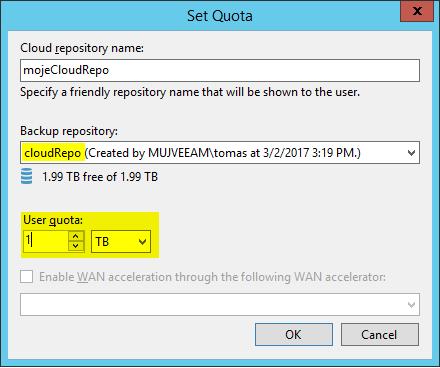 Set Quota
x
Cloud repository name:
mojeCloudRepo
Specify a friendly repository name that will be shown to the user.
Backup repository:
cloudRepo (Created by MUJVEEAM\tomas at 3/2/2017 3:19 PM.)
1.99 TB free of 1.99 TB
User quota:
1 TB
Enable WAN acceleration through the following WAN accelerator:
OK Cancel